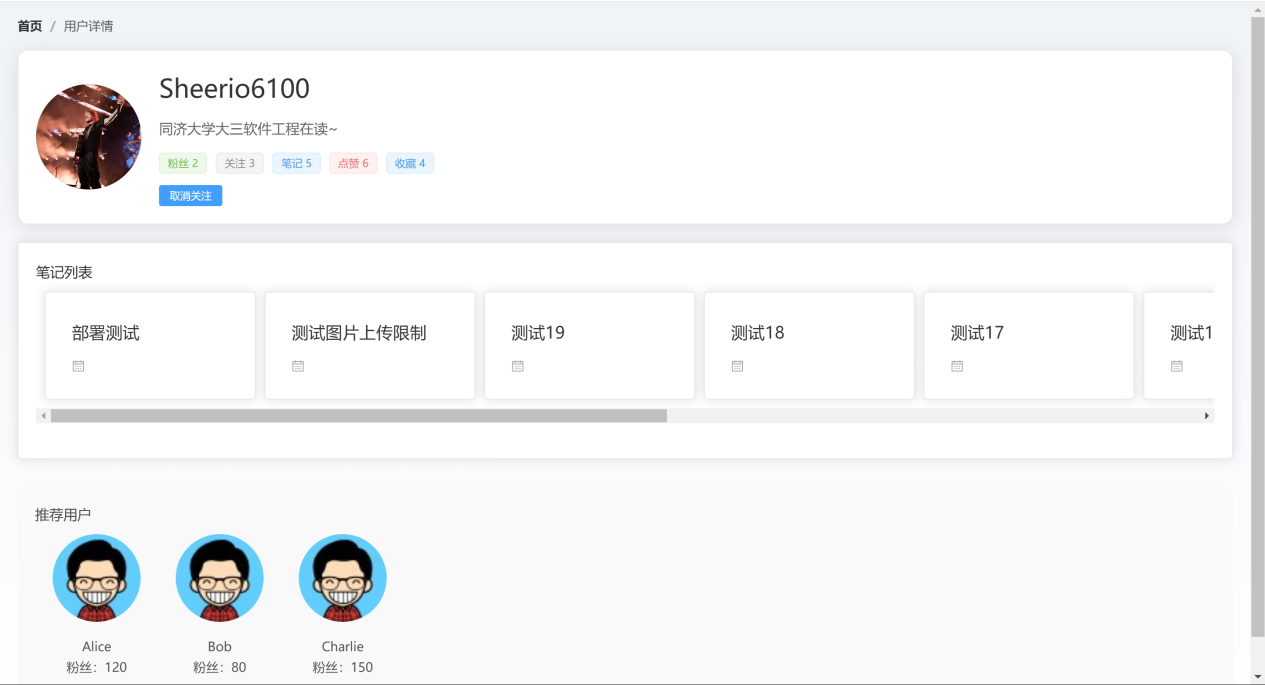 首页 / 用户详情
Sheerio6100
同济大学大三软件工程在读~
粉丝 2 关注 3 笔记 5 点赞 6 收藏 4
取消关注
笔记列表
部署测试 测试图片上传限制 测试19 测试18 测试17 测试1
推荐用户
Alice Bob Charlie
粉丝：120 粉丝：80 粉丝：150